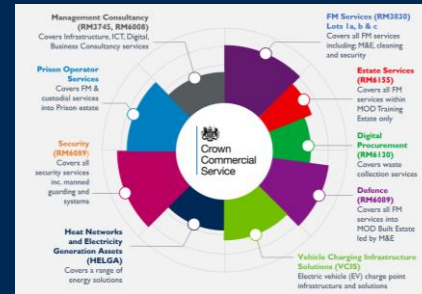 Management Consultancy
(RM3745, RM6008)
Covers Infrastructure, ICT, Digital,
Business Consultancy services
FM Services (RM3830)
Lots 1a, b & c
Covers all FM
services
including: M&E, cleaning
and security
Prison Operator
Services
Covers FM &
custodial services
into Prison estate
Estate Services
(RM6155)
Covers all FM
services within
MOD Training
Estate only
Crown
Commercial
Service
Digital
Procurement
(RM6130)
Covers waste
collection services
Security
(RM6089)
Covers all
security services
inc. manned
guarding and
systems
Defence
(RM6089)
Covers all FM
services into
MOD Built Estate
led by M&E
Heat Networks
and Electricity
Generation Assets
(HELGA)
Covers a range of
energy solutions
Vehicle Charging Infrastructure
Solutions (VCIS)
Electric vehicle (EV) charge point
infrastructure and solutions